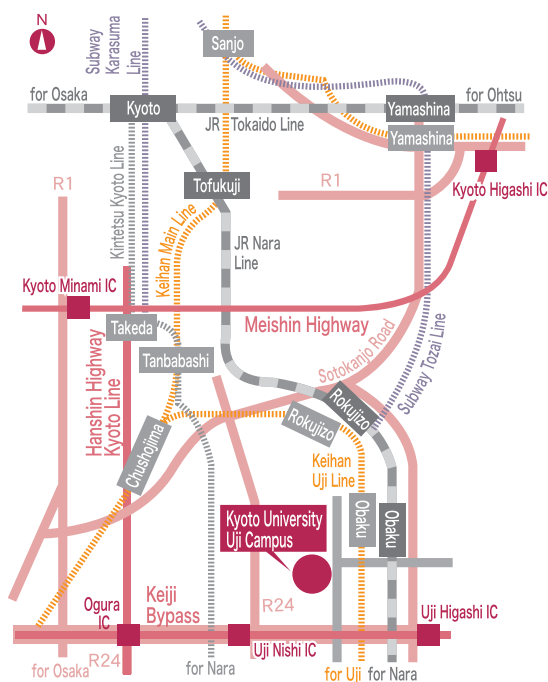 N
Subway
Karasuma
Line
Sanjo
for Osaka
Kyoto
Yamashina
for Ohtsu
JR Tokaido Line
Yamashina
Kintetsu Kyoto Line
Tofukuji
R1
R1
Kyoto Higashi IC
Keihan Main Line
JR Nara
Line
Kyoto Minami IC
Takeda
Meishin Highway
Sotokanjo Road
Subway Tozai Line
Tanbabashi
Hanshin Highway
Kyoto Line
Rokujizo
Rokujizo
Chushojima
Keihan
Uji Line
Kyoto University
Uji Campus
Obaku
Obaku
Ogura
IC
Keiji
Bypass
R24
Uji Higashi IC
Uji Nishi IC
for Osaka
R24
for Nara
for Uji
for Nara